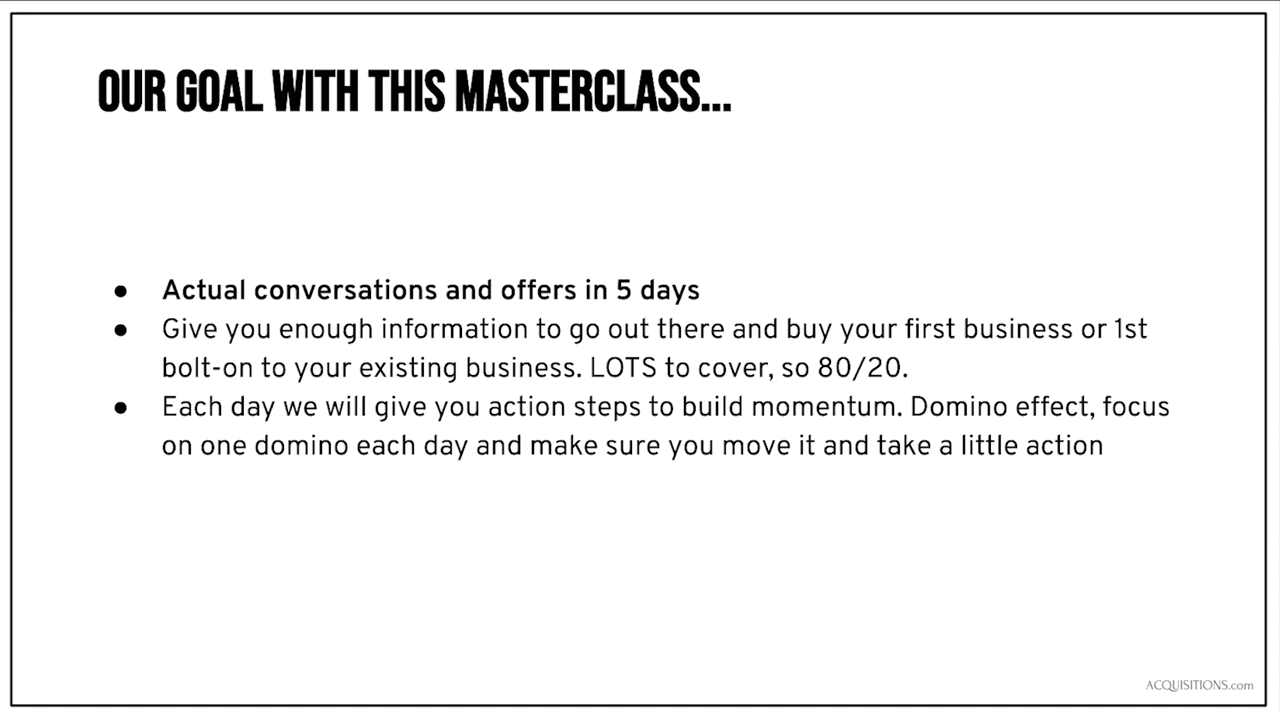 OUR GOAL WITH THIS MASTERCLASS...
● Actual conversations and offers in 5 days
● Give you enough information to go out there and buy your first business or 1st
bolt-on to your existing business. LOTS to cover, so 80/20.
● Each day we will give you action steps to build momentum. Domino effect, focus
on one domino each day and make sure you move it and take a little action
ACQUISITIONS.com